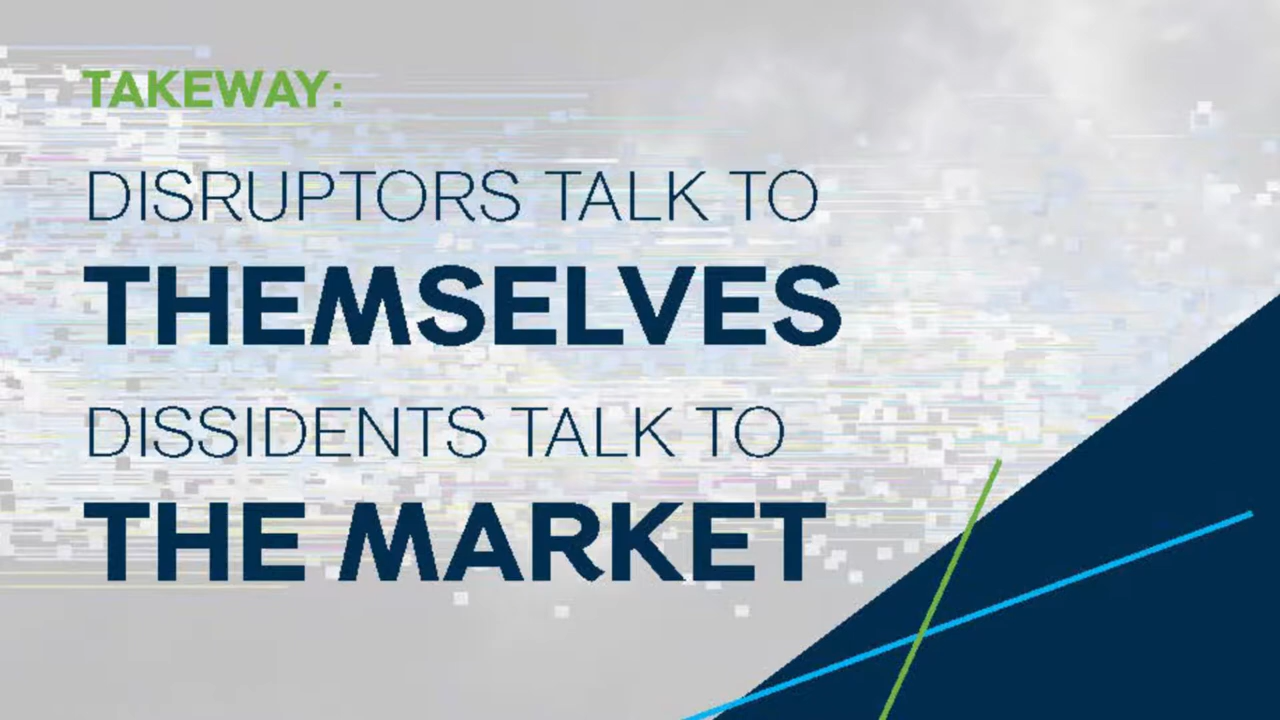 TAKEWAY:
DISRUPTORS TALK TO
THEMSELVES
DISSIDENTS TALK TO
THE MARKET